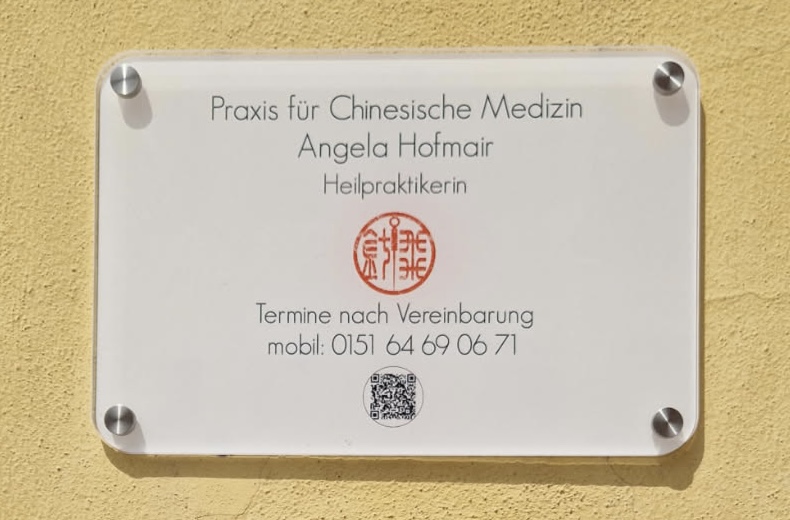 Praxis für Chinesische Medizin
Angela Hofmair
Heilpraktikerin
Termine nach Vereinbarung
mobil: 0151 64 69 06 71